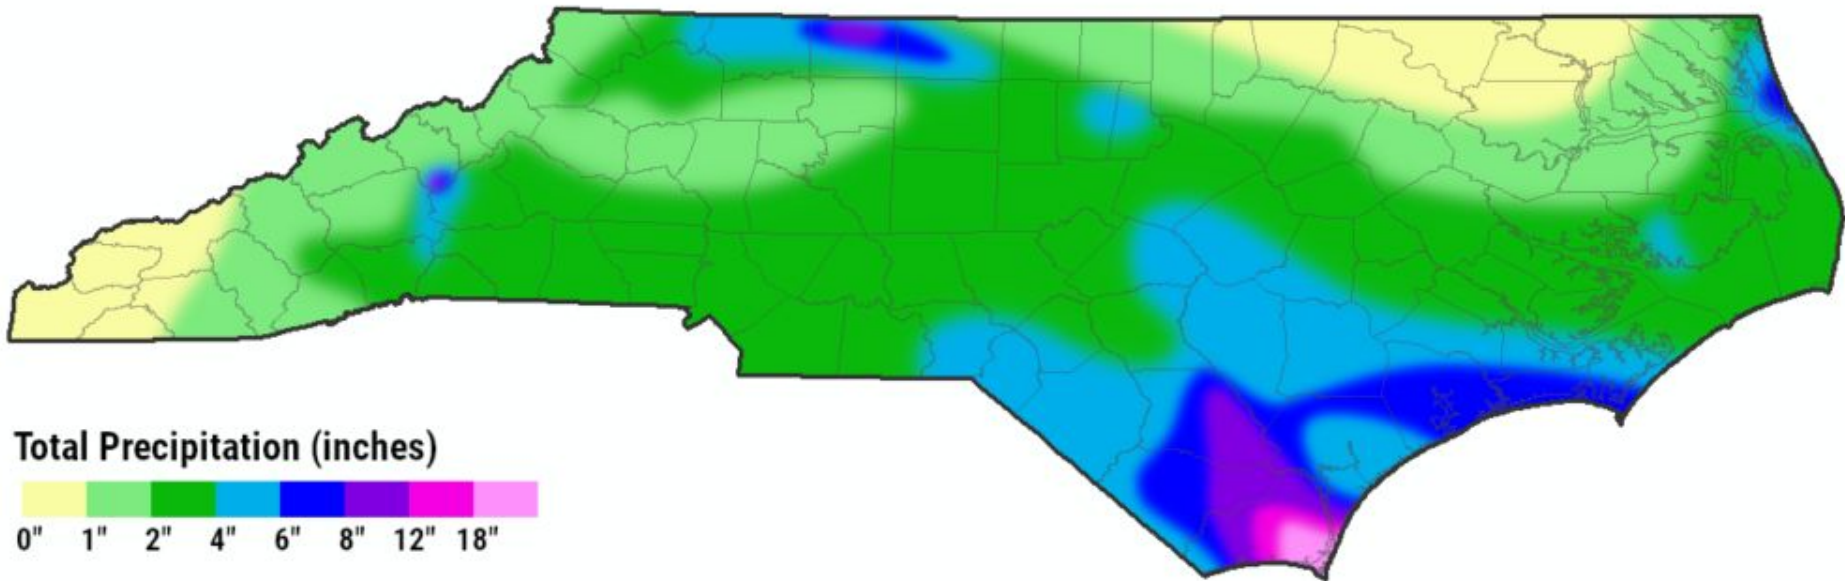 Total Precipitation (inches)
0" 1" 2" 4" 6" 8" 12" 18"